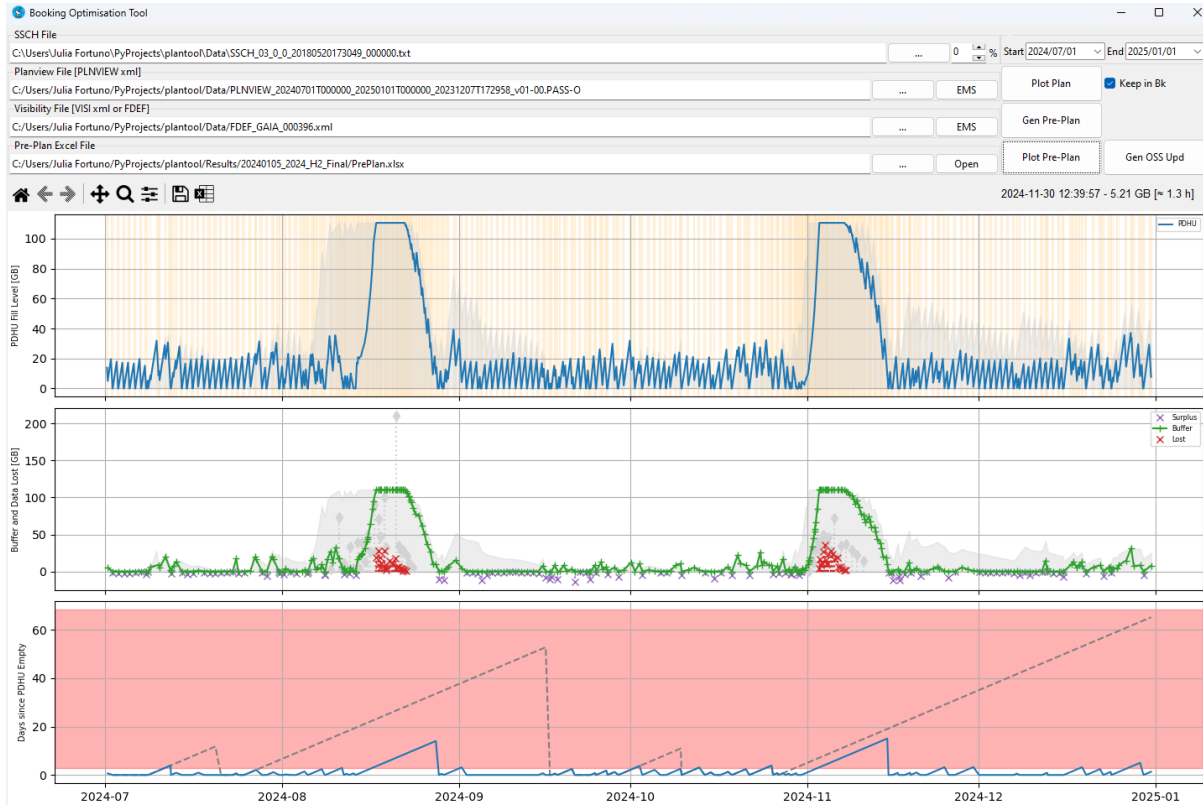 Booking Optimisation Tool
SSCH File
C:\Users\Julia Fortuno\PyProjects\plantool\Data\SSCH_03_0_0_20180520173049_000000.txt ... 0 % Start 2024/07/01 End 2025/01/01
Planview File [PLNVIEW xml]
C:/Users/Julia Fortuno/PyProjects/plantool/Data/PLNVIEW_20240701T000000_20250101T000000_20231207T172958_v01-00.PASS-O ... EMS Plot Plan Keep in Bk
Visibility File [VISI xml or FDEF]
C:/Users/Julia Fortuno/PyProjects/plantool/Data/FDEF_GAIA_000396.xml ... EMS Gen Pre-Plan
Pre-Plan Excel File
C:/Users/Julia Fortuno/PyProjects/plantool/Results/20240105_2024_H2_Final/PrePlan.xlsx ... Open Plot Pre-Plan Gen OSS Upd
2024-11-30 12:39:57 - 5.21 GB [≈ 1.3 h]
PDHU Fill Level [GB]
100
80
60
40
20
0
PDHU
Buffer and Data Lost [GB]
200
150
100
50
0
Surplus
Buffer
Lost
Days since PDHU Empty
60
40
20
0
2024-07 2024-08 2024-09 2024-10 2024-11 2024-12 2025-01